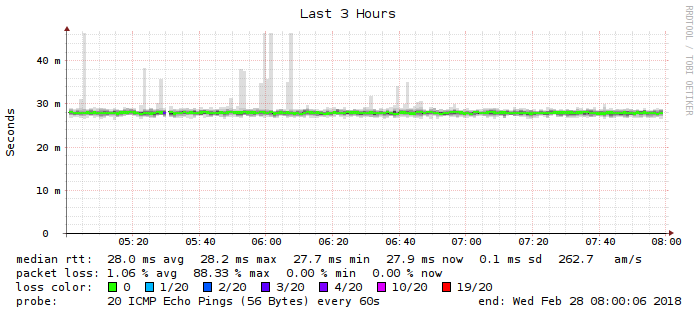 Last 3 Hours
RRDTOOL / TOBI OETIKER
Seconds
40 m
30 m
20 m
10 m
0
05:20 05:40 06:00 06:20 06:40 07:00 07:20 07:40 08:00
median rtt: 28.0 ms avg 28.2 ms max 27.7 ms min 27.9 ms now 0.1 ms sd 262.7 am/s
packet loss: 1.06 % avg 88.33 % max 0.00 % min 0.00 % now
loss color: 0 1/20 2/20 3/20 4/20 10/20 19/20
probe: 20 ICMP Echo Pings (56 Bytes) every 60s end: Wed Feb 28 08:00:06 2018